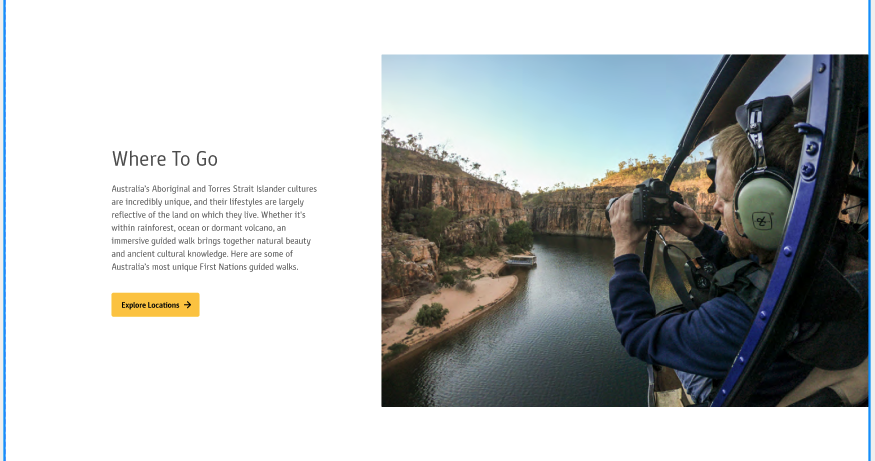 Where To Go
Australia's Aboriginal and Torres Strait Islander cultures
are incredibly unique, and their lifestyles are largely
reflective of the land on which they live. Whether it's
within rainforest, ocean or dormant volcano, an
immersive guided walk brings together natural beauty
and ancient cultural knowledge. Here are some of
Australia's most unique First Nations guided walks.
Explore Locations